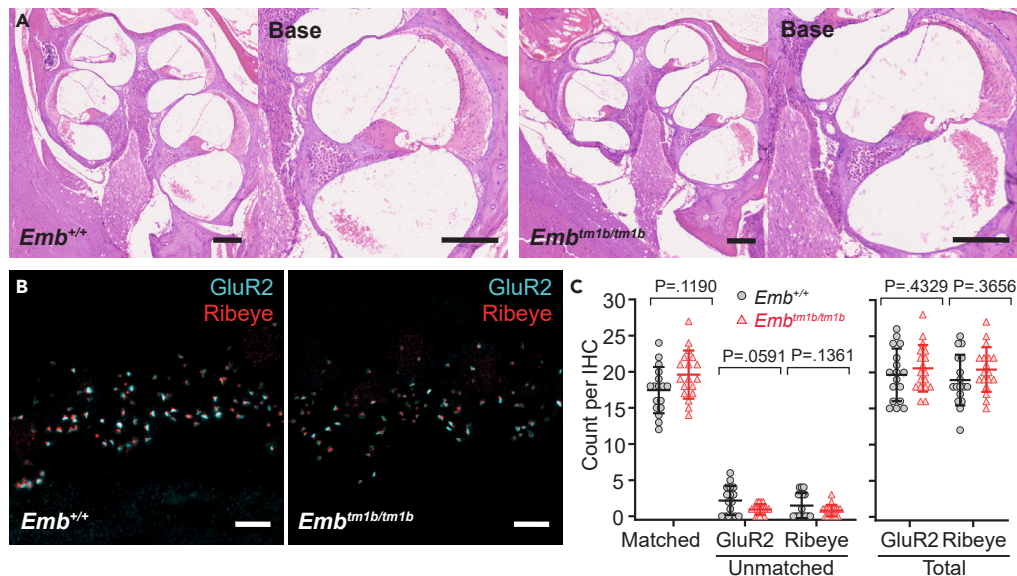 A
Base
Base
Emb+/+
Embtm1b/tm1b
B
GluR2
Ribeye
GluR2
Ribeye
Emb+/+
Embtm1b/tm1b
C
P=.1190
Emb+/+
Embtm1b/tm1b
P=.0591
P=.1361
P=.4329
P=.3656
Count per IHC
30
25
20
15
10
5
0
Matched
GluR2
Ribeye
Unmatched
GluR2
Ribeye
Total